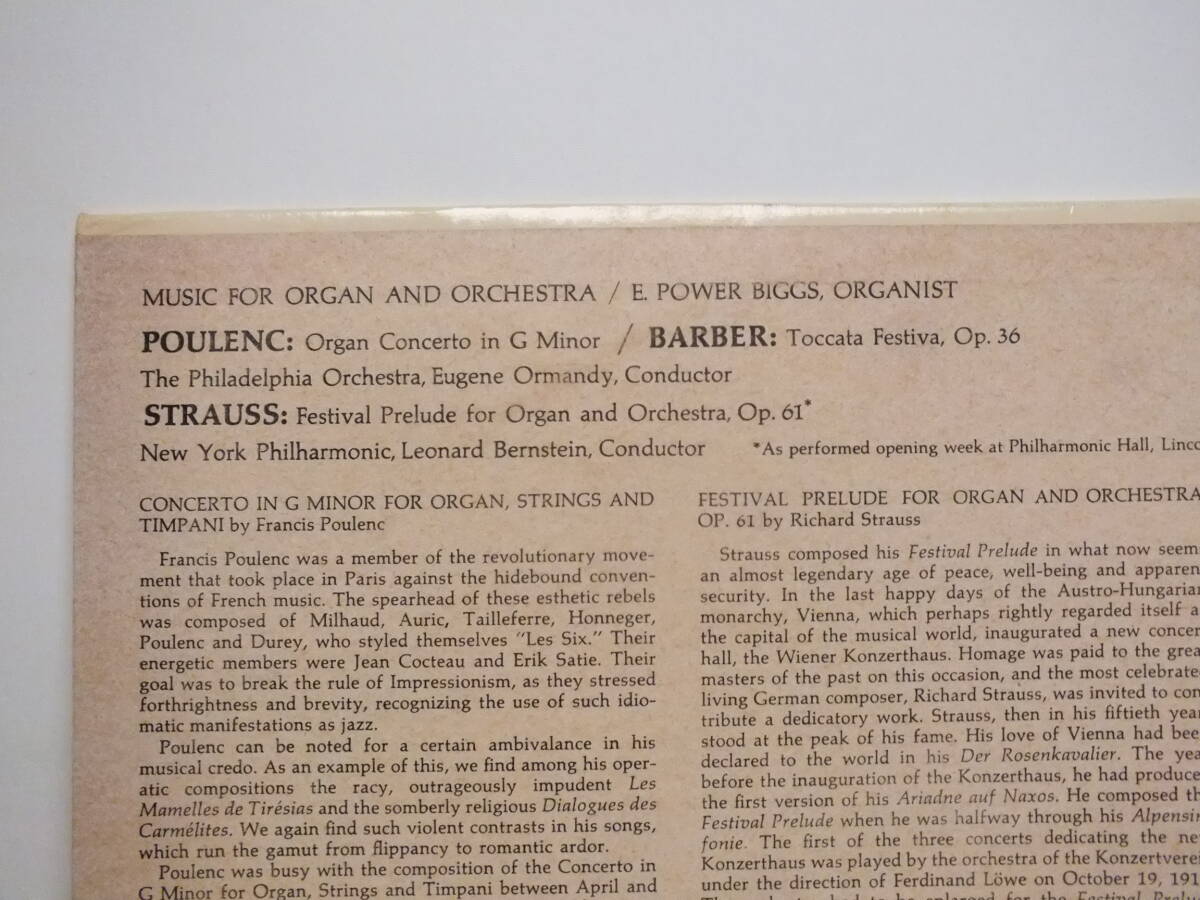 MUSIC FOR ORGAN AND ORCHESTRA / E. POWER BIGGS, ORGANIST
POULENC: Organ Concerto in G Minor / BARBER: Toccata Festiva, Op. 36
The Philadelphia Orchestra, Eugene Ormandy, Conductor
STRAUSS: Festival Prelude for Organ and Orchestra, Op. 61*
New York Philharmonic, Leonard Bernstein, Conductor *As performed opening week at Philharmonic Hall, Linco
CONCERTO IN G MINOR FOR ORGAN, STRINGS AND
TIMPANI by Francis Poulenc
Francis Poulenc was a member of the revolutionary move-
ment that took place in Paris against the hidebound conven-
tions of French music. The spearhead of these esthetic rebels
was composed of Milhaud, Auric, Tailleferre, Honneger,
Poulenc and Durey, who styled themselves "Les Six." Their
energetic members were Jean Cocteau and Erik Satie. Their
goal was to break the rule of Impressionism, as they stressed
forthrightness and brevity, recognizing the use of such idio-
matic manifestations as jazz.
Poulenc can be noted for a certain ambivalance in his
musical credo. As an example of this, we find among his oper-
atic compositions the racy, outrageously impudent Les
Mamelles de Tirésias and the somberly religious Dialogues des
Carmélites. We again find such violent contrasts in his songs,
which run the gamut from flippancy to romantic ardor.
Poulenc was busy with the composition of the Concerto in
G Minor for Organ, Strings and Timpani between April and
FESTIVAL PRELUDE FOR ORGAN AND ORCHESTRA
OP. 61 by Richard Strauss
Strauss composed his Festival Prelude in what now seem
an almost legendary age of peace, well-being and apparen
security. In the last happy days of the Austro-Hungarian
monarchy, Vienna, which perhaps rightly regarded itself a
the capital of the musical world, inaugurated a new concer
hall, the Wiener Konzerthaus. Homage was paid to the grea
masters of the past on this occasion, and the most celebrate
living German composer, Richard Strauss, was invited to con
tribute a dedicatory work. Strauss, then in his fiftieth year
stood at the peak of his fame. His love of Vienna had bee
declared to the world in his Der Rosenkavalier. The yea
before the inauguration of the Konzerthaus, he had produce
the first version of his Ariadne auf Naxos. He composed th
Festival Prelude when he was halfway through his Alpensin
fonie. The first of the three concerts dedicating the ne
Konzerthaus was played by the orchestra of the Konzertverei
under the direction of Ferdinand Löwe on October 19, 191
to be enlarged for the Festival Prelu